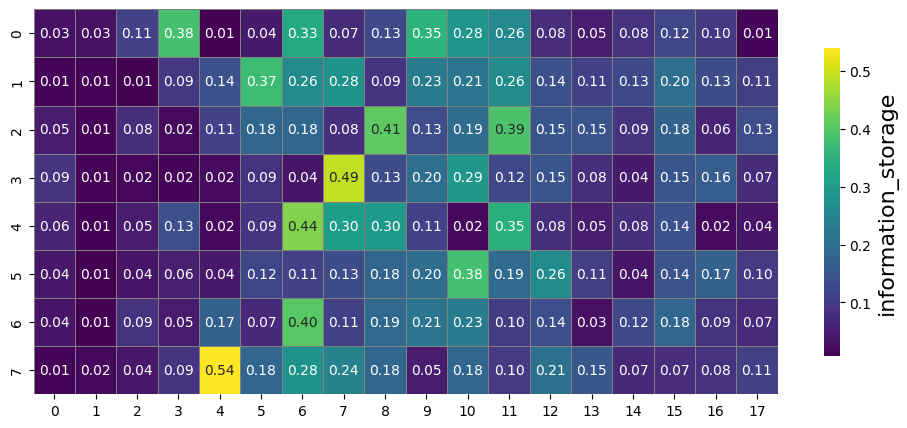 0 0.03 0.03 0.11 0.38 0.01 0.04 0.33 0.07 0.13 0.35 0.28 0.26 0.08 0.05 0.08 0.12 0.10 0.01
1 0.01 0.01 0.01 0.09 0.14 0.37 0.26 0.28 0.09 0.23 0.21 0.26 0.14 0.11 0.13 0.20 0.13 0.11
2 0.05 0.01 0.08 0.02 0.11 0.18 0.18 0.08 0.41 0.13 0.19 0.39 0.15 0.15 0.09 0.18 0.06 0.13
3 0.09 0.01 0.02 0.02 0.02 0.09 0.04 0.49 0.13 0.20 0.29 0.12 0.15 0.08 0.04 0.15 0.16 0.07
4 0.06 0.01 0.05 0.13 0.02 0.09 0.44 0.30 0.30 0.11 0.02 0.35 0.08 0.05 0.08 0.14 0.02 0.04
5 0.04 0.01 0.04 0.06 0.04 0.12 0.11 0.13 0.18 0.20 0.38 0.19 0.26 0.11 0.04 0.14 0.17 0.10
6 0.04 0.01 0.09 0.05 0.17 0.07 0.40 0.11 0.19 0.21 0.23 0.10 0.14 0.03 0.12 0.18 0.09 0.07
7 0.01 0.02 0.04 0.09 0.54 0.18 0.28 0.24 0.18 0.05 0.18 0.10 0.21 0.15 0.07 0.07 0.08 0.11
0 1 2 3 4 5 6 7 8 9 10 11 12 13 14 15 16 17
0.5
0.4
0.3
0.2
0.1
information_storage